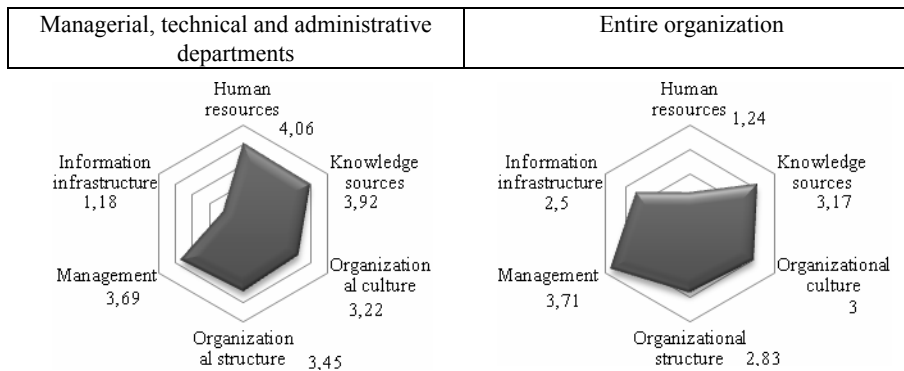 Managerial, technical and administrative
departments
Entire organization
Human
resources
4,06
Knowledge
sources
3,92
Organization
al culture
3,22
Organization
al structure
3,45
Management
3,69
Information
infrastructure
1,18
Human
resources
1,24
Knowledge
sources
3,17
Organizational
culture
3
Organizational
structure
2,83
Management
3,71
Information
infrastructure
2,5